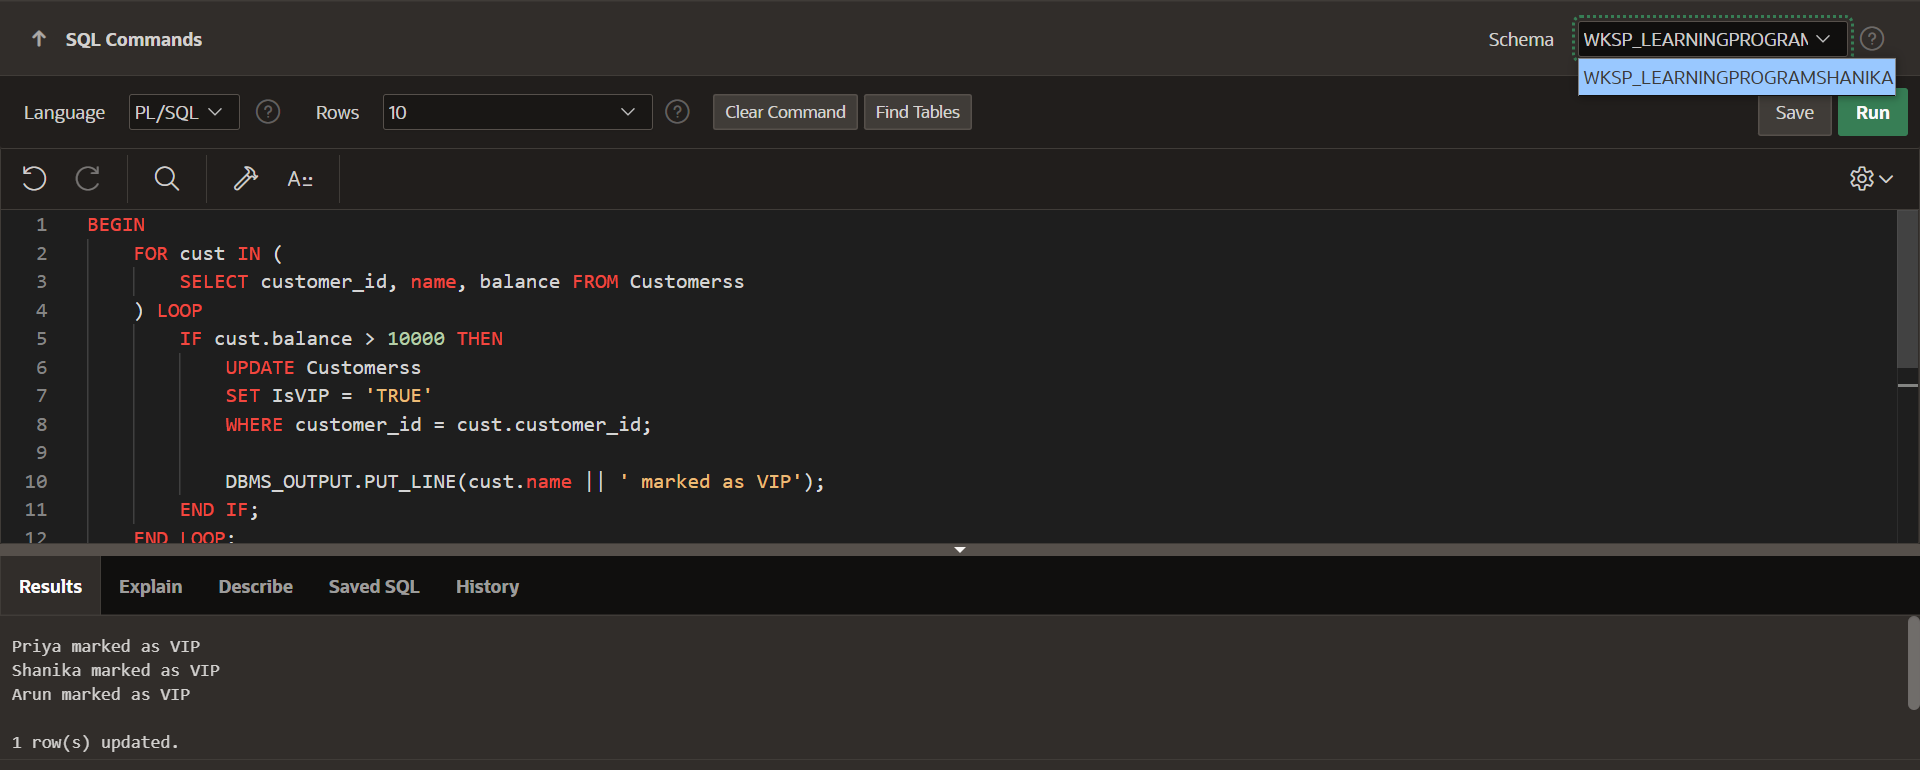 SQL Commands
Schema WKSP_LEARNINGPROGRAM
WKSP_LEARNINGPROGRAMSHANIKA
Language PL/SQL Rows 10 Clear Command Find Tables Save Run
A::
1 BEGIN
2 FOR cust IN (
3 SELECT customer_id, name, balance FROM Customerss
4 ) LOOP
5 IF cust.balance > 10000 THEN
6 UPDATE Customerss
7 SET IsVIP = 'TRUE'
8 WHERE customer_id = cust.customer_id;
9
10 DBMS_OUTPUT.PUT_LINE(cust.name || ' marked as VIP');
11 END IF;
12 END LOOP;
Results Explain Describe Saved SQL History
Priya marked as VIP
Shanika marked as VIP
Arun marked as VIP
1 row(s) updated.